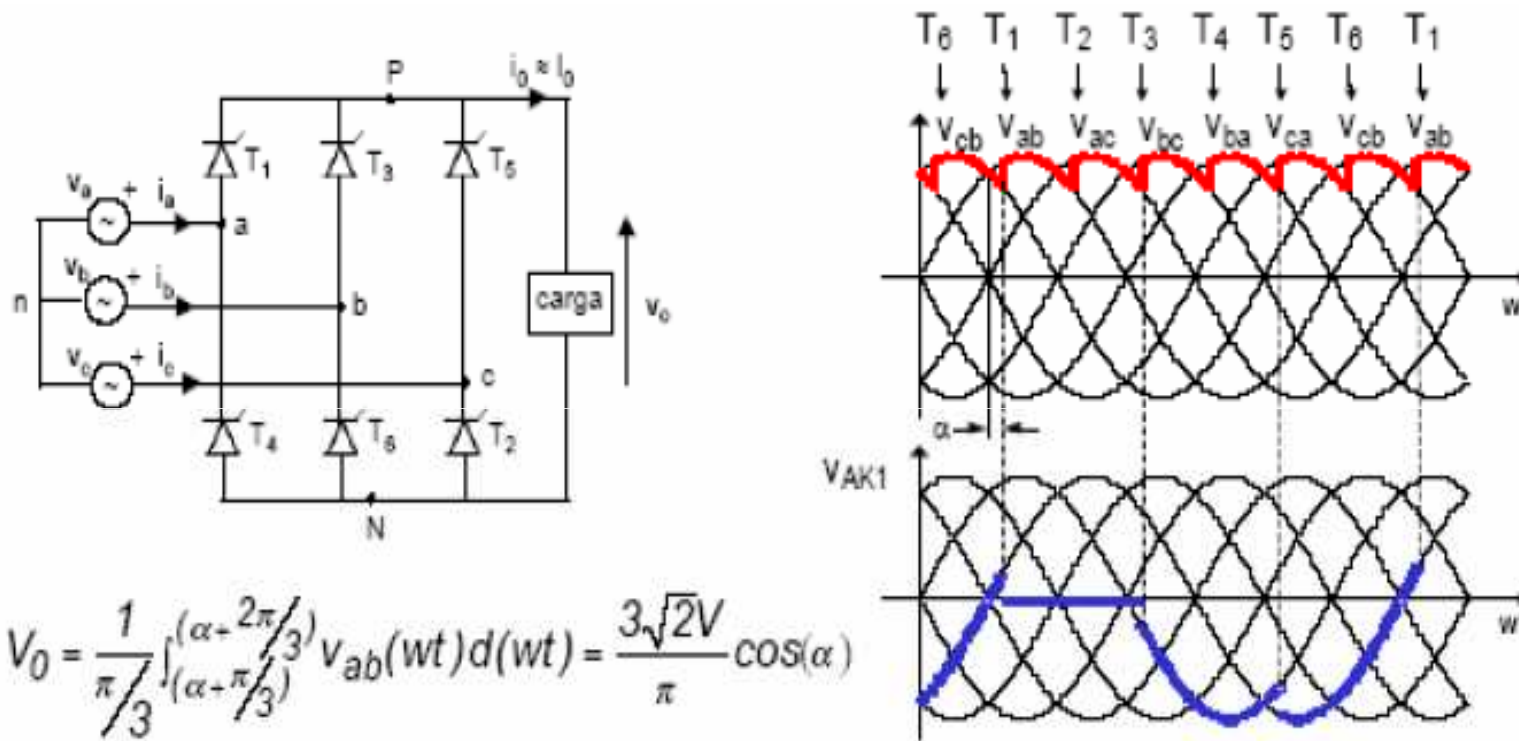 P
i₀ ≈ I₀
T₁
T₃
T₅
vₐ + iₐ
a
v_b + i_b
n
b
carga
vₒ
v_c + i_c
c
T₄
T₆
T₂
N
V₀ = 1/(π/3) ∫_(α+π/3)^(α+2π/3) v_ab(wt)d(wt) = (3√2V/π) cos(α)
T₆ T₁ T₂ T₃ T₄ T₅ T₆ T₁
v_cb v_ab v_ac v_bc v_ba v_ca v_cb v_ab
w
α
v_AK1
w